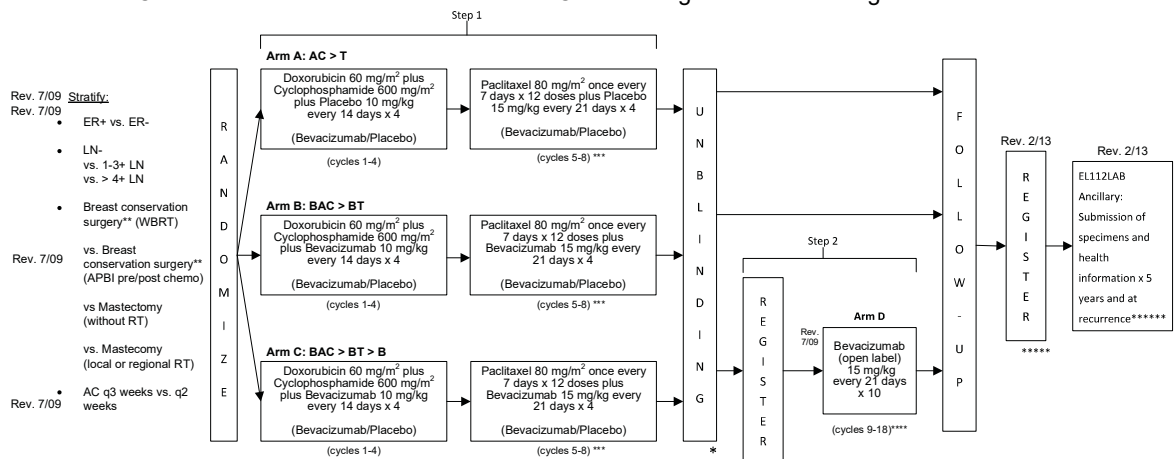 Step 1
Arm A: AC > T
Doxorubicin 60 mg/m² plus
Cyclophosphamide 600 mg/m²
plus Placebo 10 mg/kg
every 14 days x 4
(Bevacizumab/Placebo)
(cycles 1-4)
Paclitaxel 80 mg/m² once every
7 days x 12 doses plus Placebo
15 mg/kg every 21 days x 4
(Bevacizumab/Placebo)
(cycles 5-8) ***
Rev. 7/09 Stratify:
Rev. 7/09
• ER+ vs. ER-
• LN-
vs. 1-3+ LN
vs. > 4+ LN
• Breast conservation
surgery** (WBRT)
Rev. 7/09
vs. Breast
conservation surgery**
(APBI pre/post chemo)
vs Mastectomy
(without RT)
vs. Mastecomy
(local or regional RT)
Rev. 7/09
• AC q3 weeks vs. q2
weeks
R
A
N
D
O
M
I
Z
E
Arm B: BAC > BT
Doxorubicin 60 mg/m² plus
Cyclophosphamide 600 mg/m²
plus Bevacizumab 10 mg/kg
every 14 days x 4
(Bevacizumab/Placebo)
(cycles 1-4)
Paclitaxel 80 mg/m² once every
7 days x 12 doses plus
Bevacizumab 15 mg/kg every
21 days x 4
(Bevacizumab/Placebo)
(cycles 5-8) ***
Arm C: BAC > BT > B
Doxorubicin 60 mg/m² plus
Cyclophosphamide 600 mg/m²
plus Bevacizumab 10 mg/kg
every 14 days x 4
(Bevacizumab/Placebo)
(cycles 1-4)
Paclitaxel 80 mg/m² once every
7 days x 12 doses plus
Bevacizumab 15 mg/kg every
21 days x 4
(Bevacizumab/Placebo)
(cycles 5-8) ***
U
N
B
L
I
N
D
I
N
G
*
Step 2
R
E
G
I
S
T
E
R
Rev.
7/09
Arm D
Bevacizumab
(open label)
15 mg/kg
every 21 days
x 10
(cycles 9-18)****
F
O
L
L
O
W
-
U
P
Rev. 2/13
R
E
G
I
S
T
E
R
*****
Rev. 2/13
EL112LAB
Ancillary:
Submission of
specimens and
health
information x 5
years and at
recurrence******